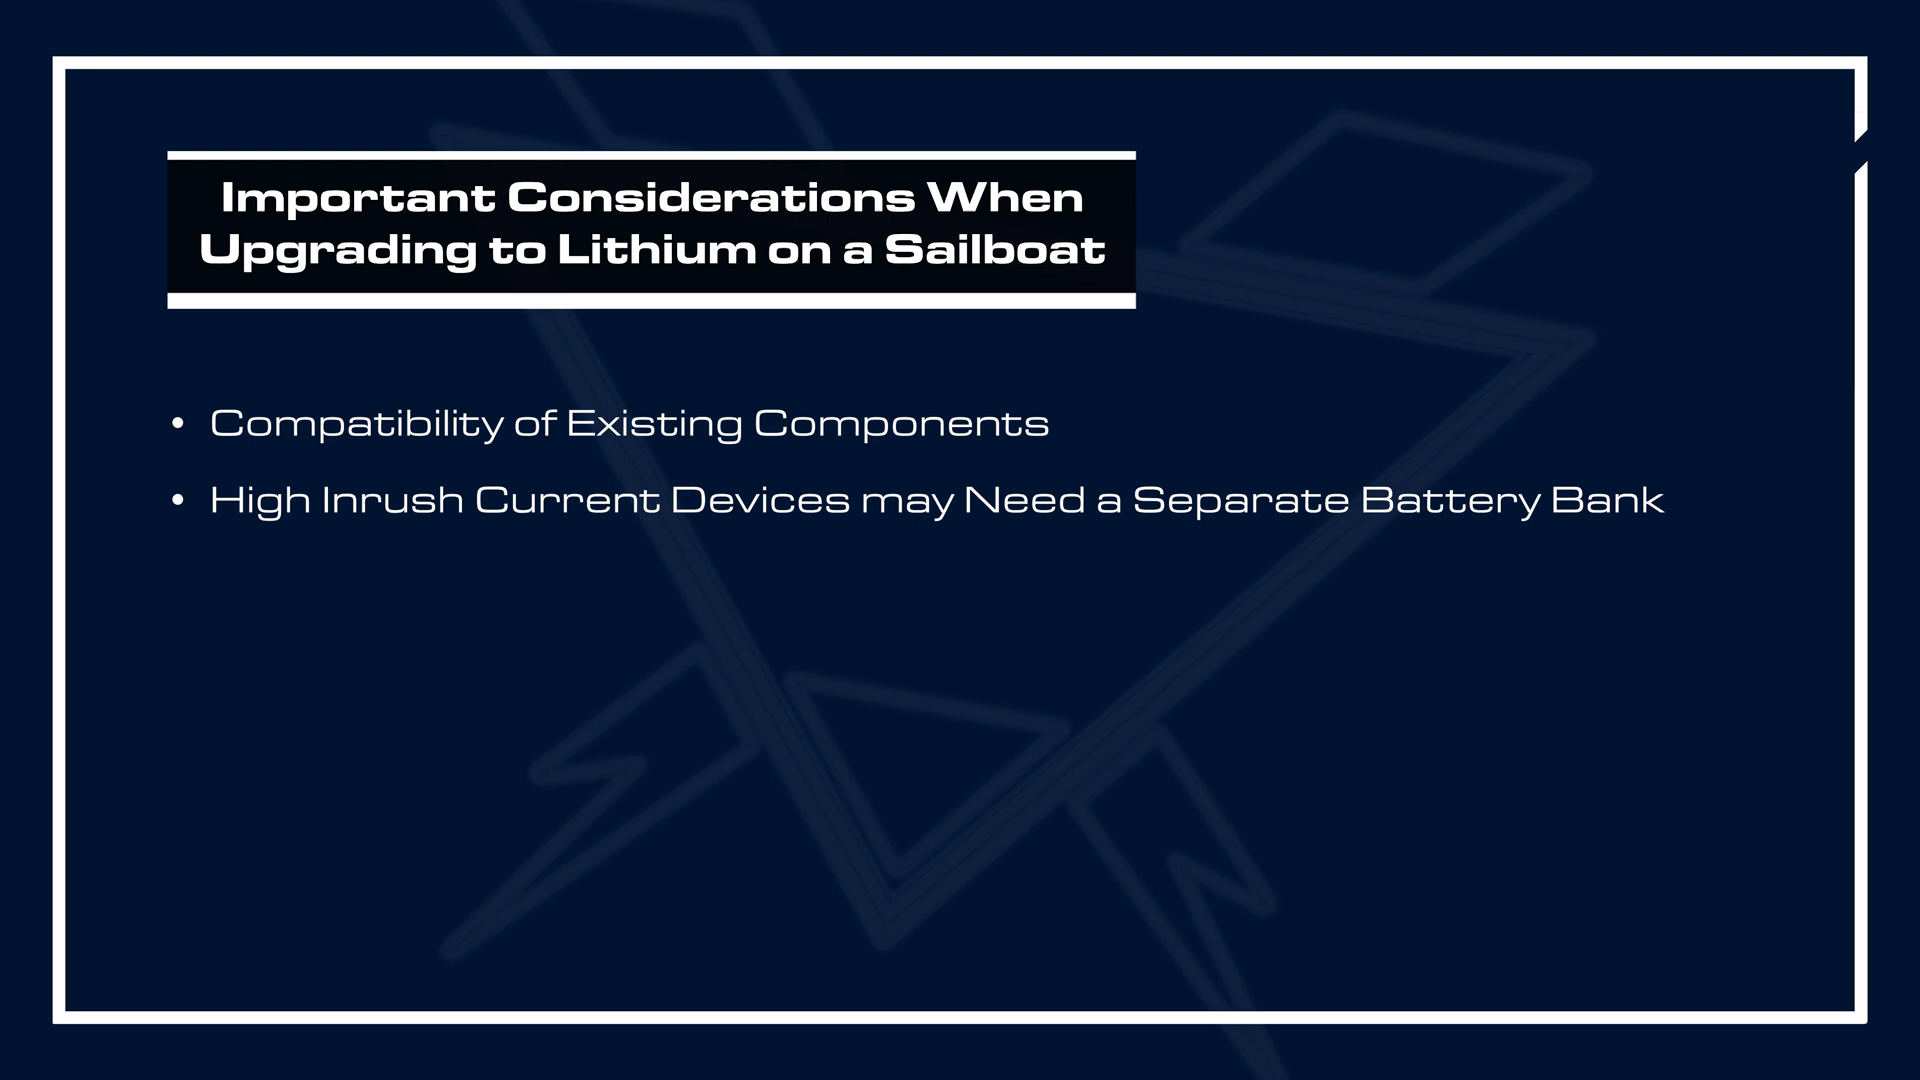 Important Considerations When
Upgrading to Lithium on a Sailboat
• Compatibility of Existing Components
• High Inrush Current Devices may Need a Separate Battery Bank